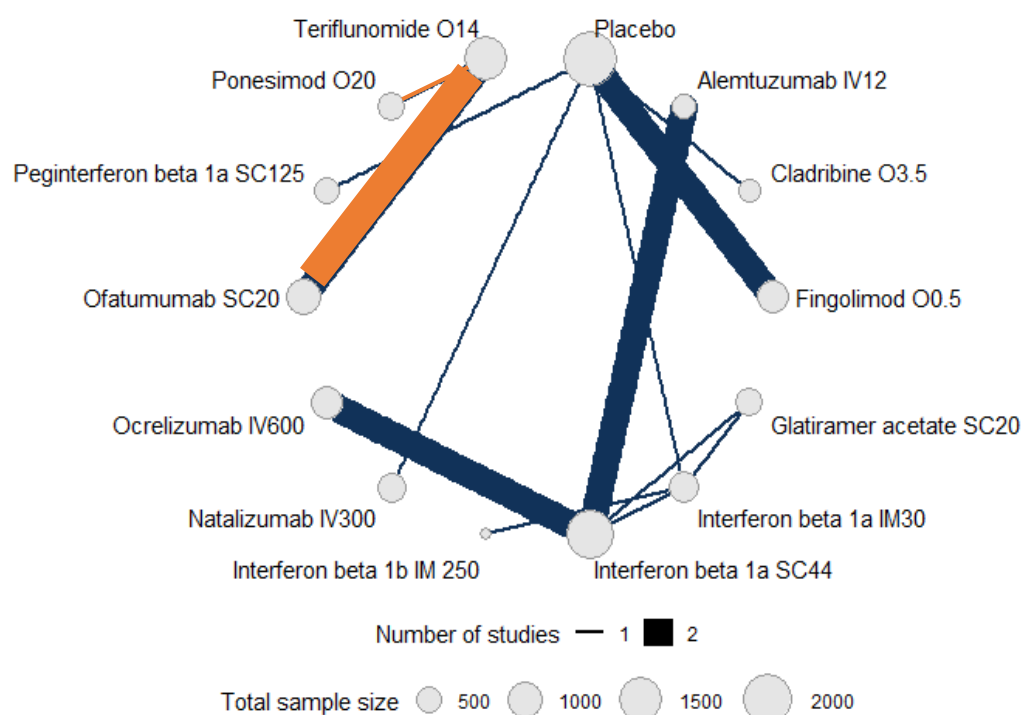 Teriflunomide O14
Placebo
Ponesimod O20
Alemtuzumab IV12
Peginterferon beta 1a SC125
Cladribine O3.5
Ofatumumab SC20
Fingolimod O0.5
Ocrelizumab IV600
Glatiramer acetate SC20
Natalizumab IV300
Interferon beta 1a IM30
Interferon beta 1b IM 250
Interferon beta 1a SC44
Number of studies 1 2
Total sample size 500 1000 1500 2000